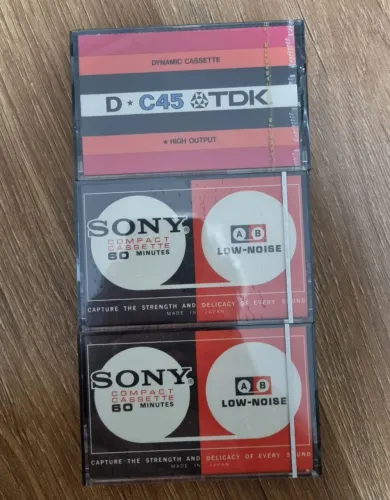 DYNAMIC CASSETTE
D★C45 TDK
★ HIGH OUTPUT
SONY®
COMPACT
CASSETTE
60 MINUTES
A B
LOW-NOISE
CAPTURE THE STRENGTH AND DELICACY OF EVERY SOUND
MADE IN JAPAN
SONY®
COMPACT
CASSETTE
60 MINUTES
A B
LOW-NOISE
CAPTURE THE STRENGTH AND DELICACY OF EVERY SOUND
MADE IN JAPAN